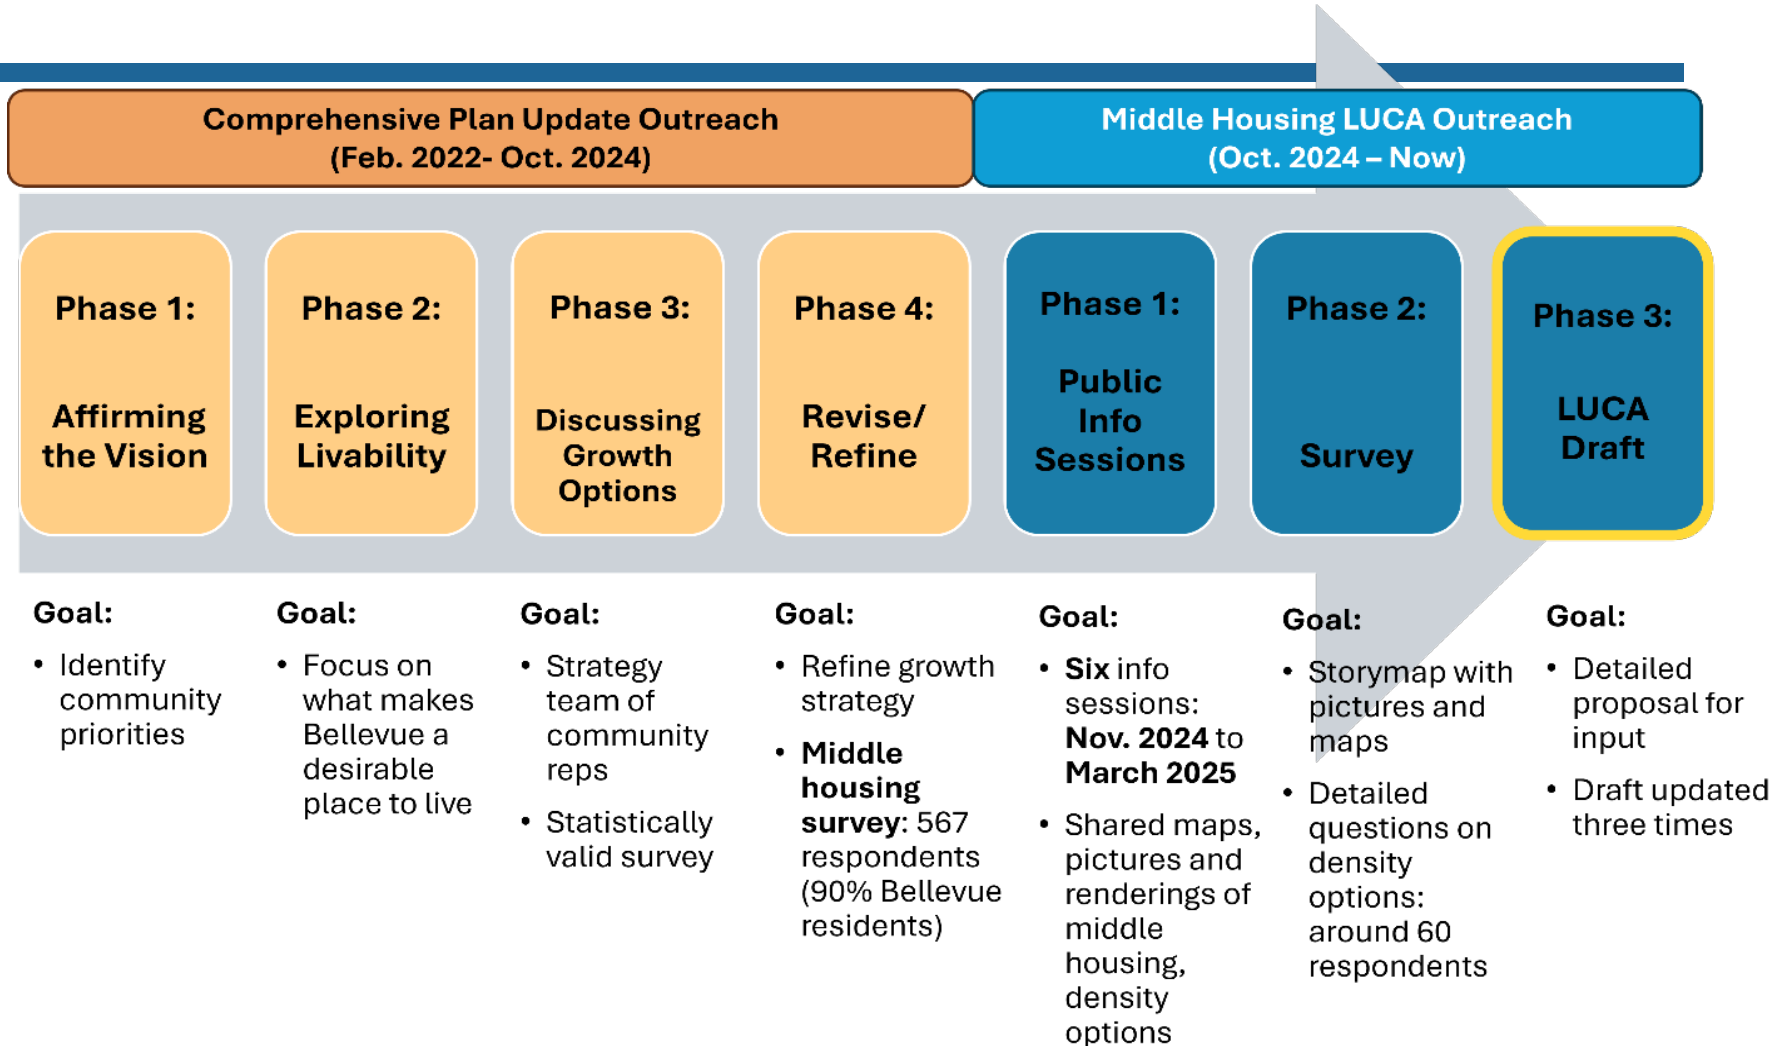 Comprehensive Plan Update Outreach
(Feb. 2022- Oct. 2024)
Middle Housing LUCA Outreach
(Oct. 2024 – Now)
Phase 1:
Affirming
the Vision
Phase 2:
Exploring
Livability
Phase 3:
Discussing
Growth
Options
Phase 4:
Revise/
Refine
Phase 1:
Public
Info
Sessions
Phase 2:
Survey
Phase 3:
LUCA
Draft
Goal:
• Identify
community
priorities
Goal:
• Focus on
what makes
Bellevue a
desirable
place to live
Goal:
• Strategy
team of
community
reps
• Statistically
valid survey
Goal:
• Refine growth
strategy
• Middle
housing
survey: 567
respondents
(90% Bellevue
residents)
Goal:
• Six info
sessions:
Nov. 2024 to
March 2025
• Shared maps,
pictures and
renderings of
middle
housing,
density
options
Goal:
• Storymap with
pictures and
maps
• Detailed
questions on
density
options:
around 60
respondents
Goal:
• Detailed
proposal for
input
• Draft updated
three times